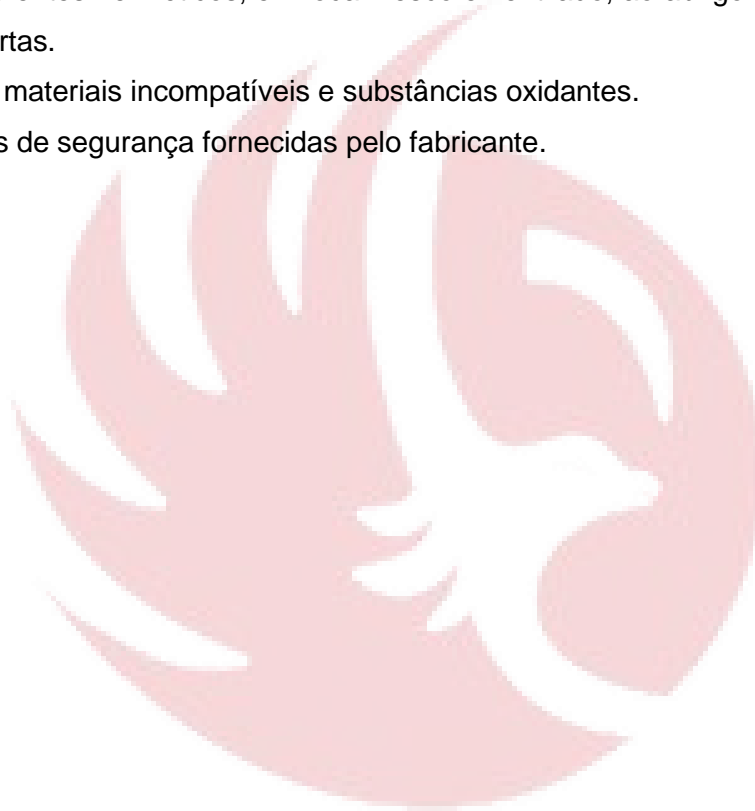 rtas.
materiais incompatíveis e substâncias oxidantes.
s de segurança fornecidas pelo fabricante.